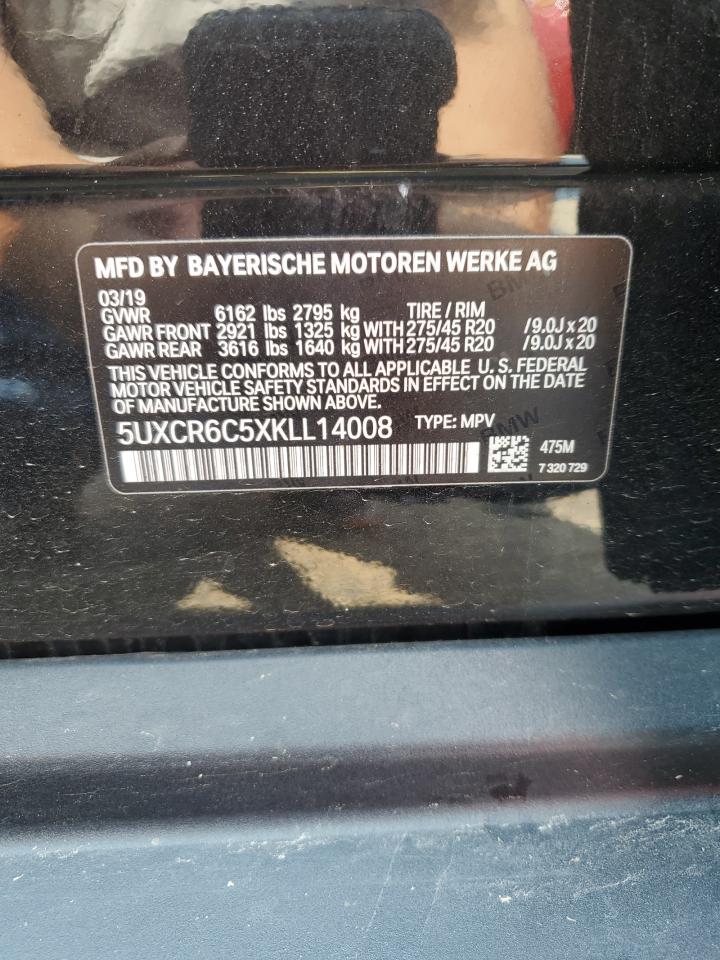 MFD BY BAYERISCHE MOTOREN WERKE AG
03/19
GVWR 6162 lbs 2795 kg TIRE / RIM
GAWR FRONT 2921 lbs 1325 kg WITH 275/45 R20 /9.0J x 20
GAWR REAR 3616 lbs 1640 kg WITH 275/45 R20 /9.0J x 20
THIS VEHICLE CONFORMS TO ALL APPLICABLE U. S. FEDERAL
MOTOR VEHICLE SAFETY STANDARDS IN EFFECT ON THE DATE
OF MANUFACTURE SHOWN ABOVE.
5UXCR6C5XKLL14008 TYPE: MPV
475M
7 320 729
BMW
BMW
BMW